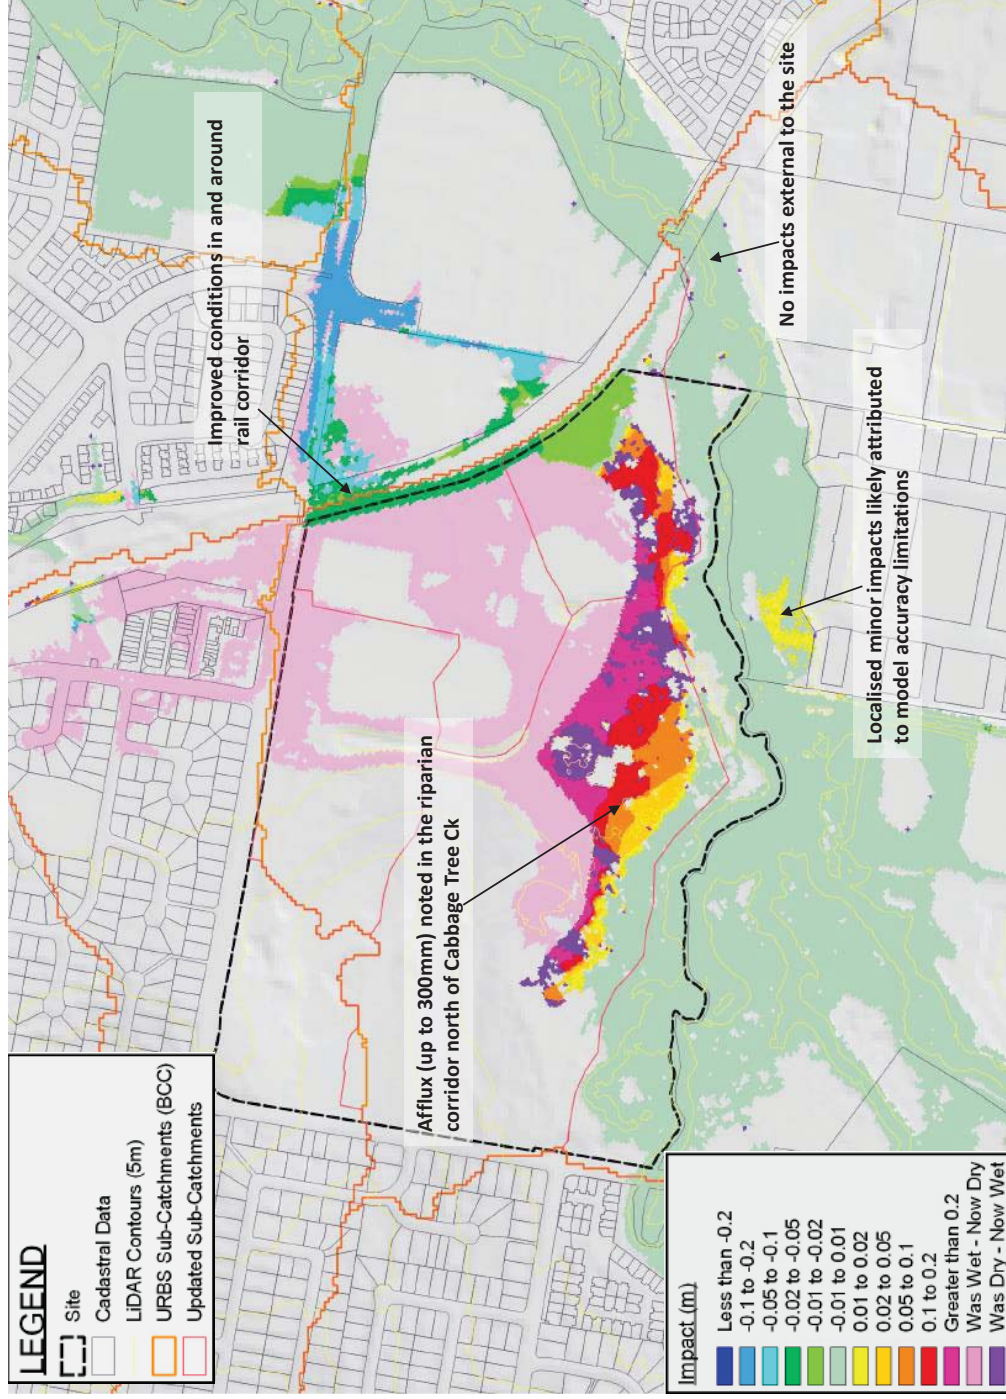 LEGEND
Site
Cadastral Data
LiDAR Contours (5m)
URBS Sub-Catchments (BCC)
Updated Sub-Catchments
Improved conditions in and around
rail corridor
Afflux (up to 300mm) noted in the riparian
corridor north of Cabbage Tree Ck
No impacts external to the site
Localised minor impacts likely attributed
to model accuracy limitations
Impact (m)
Less than -0.2
-0.1 to -0.2
-0.05 to -0.1
-0.02 to -0.05
-0.01 to -0.02
-0.01 to 0.01
0.01 to 0.02
0.02 to 0.05
0.05 to 0.1
0.1 to 0.2
Greater than 0.2
Was Wet - Now Dry
Was Dry - Now Wet